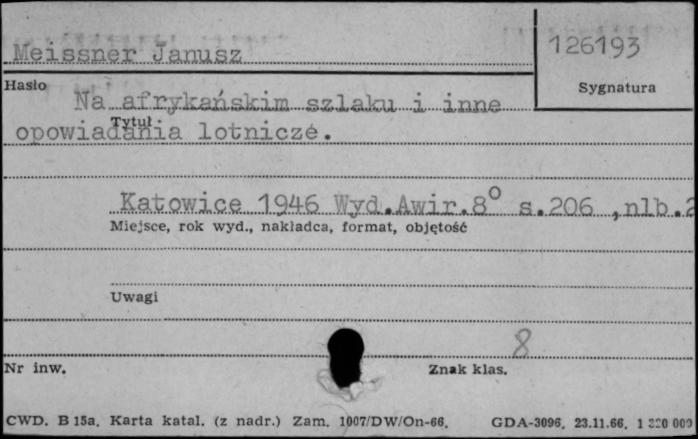 Meissner Janusz
126193
Hasło
Sygnatura
Na afrykańskim szlaku i inne
Tytuł
opowiadania lotnicze.
Katowice 1946 Wyd.Awir.8° s.206 ,nlb.2
Miejsce, rok wyd., nakładca, format, objętość
Uwagi
8
Nr inw.
Znak klas.
CWD. B 15a. Karta katal. (z nadr.) Zam. 1007/DW/On-66. GDA-3096. 23.11.66. 1 320 000